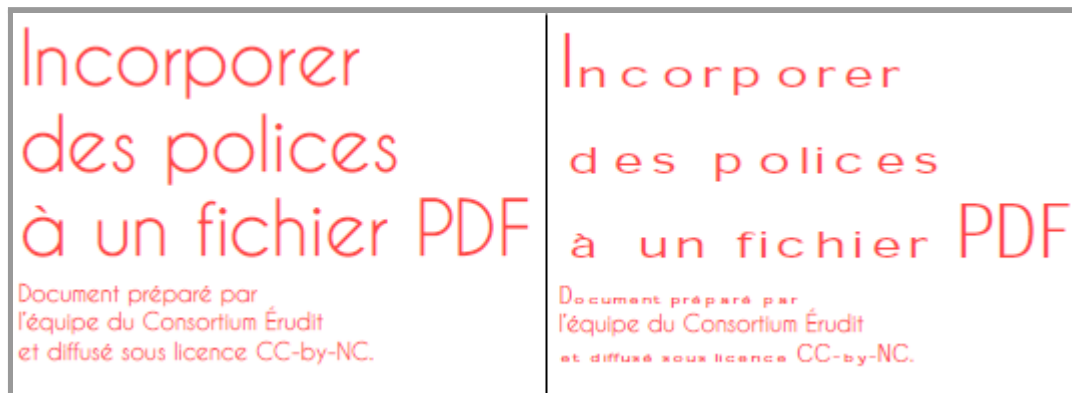 Incorporer
des polices
à un fichier PDF
Document préparé par
l'équipe du Consortium Érudit
et diffusé sous licence CC-by-NC.
Incorporer
des polices
à un fichier PDF
Document préparé par
l'équipe du Consortium Érudit
et diffusé sous licence CC-by-NC.